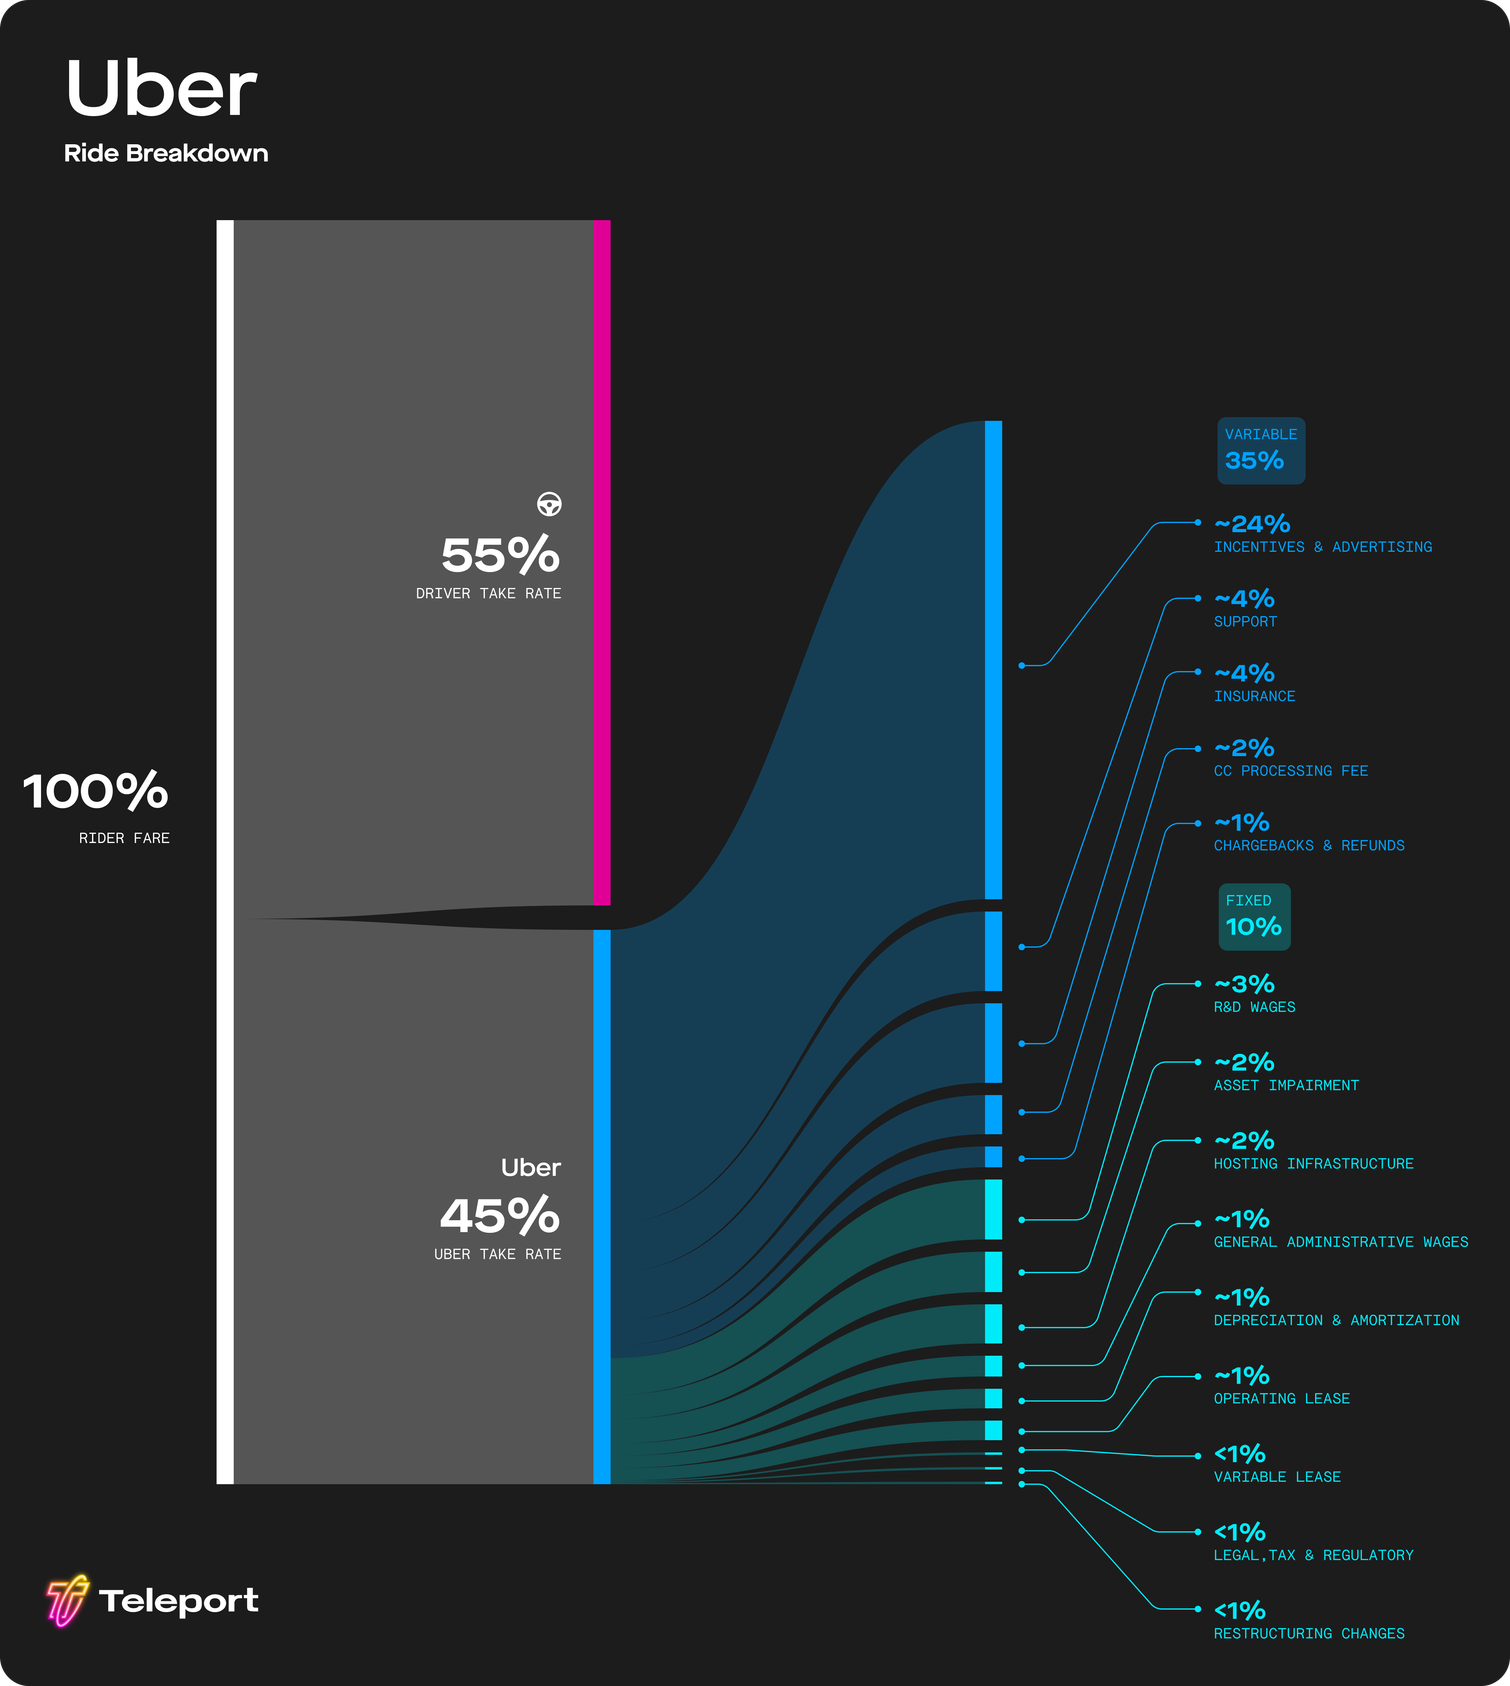 Uber
Ride Breakdown
100%
RIDER FARE
55%
DRIVER TAKE RATE
Uber
45%
UBER TAKE RATE
VARIABLE
35%
~24%
INCENTIVES & ADVERTISING
~4%
SUPPORT
~4%
INSURANCE
~2%
CC PROCESSING FEE
~1%
CHARGEBACKS & REFUNDS
FIXED
10%
~3%
R&D WAGES
~2%
ASSET IMPAIRMENT
~2%
HOSTING INFRASTRUCTURE
~1%
GENERAL ADMINISTRATIVE WAGES
~1%
DEPRECIATION & AMORTIZATION
~1%
OPERATING LEASE
<1%
VARIABLE LEASE
<1%
LEGAL,TAX & REGULATORY
<1%
RESTRUCTURING CHANGES
Teleport